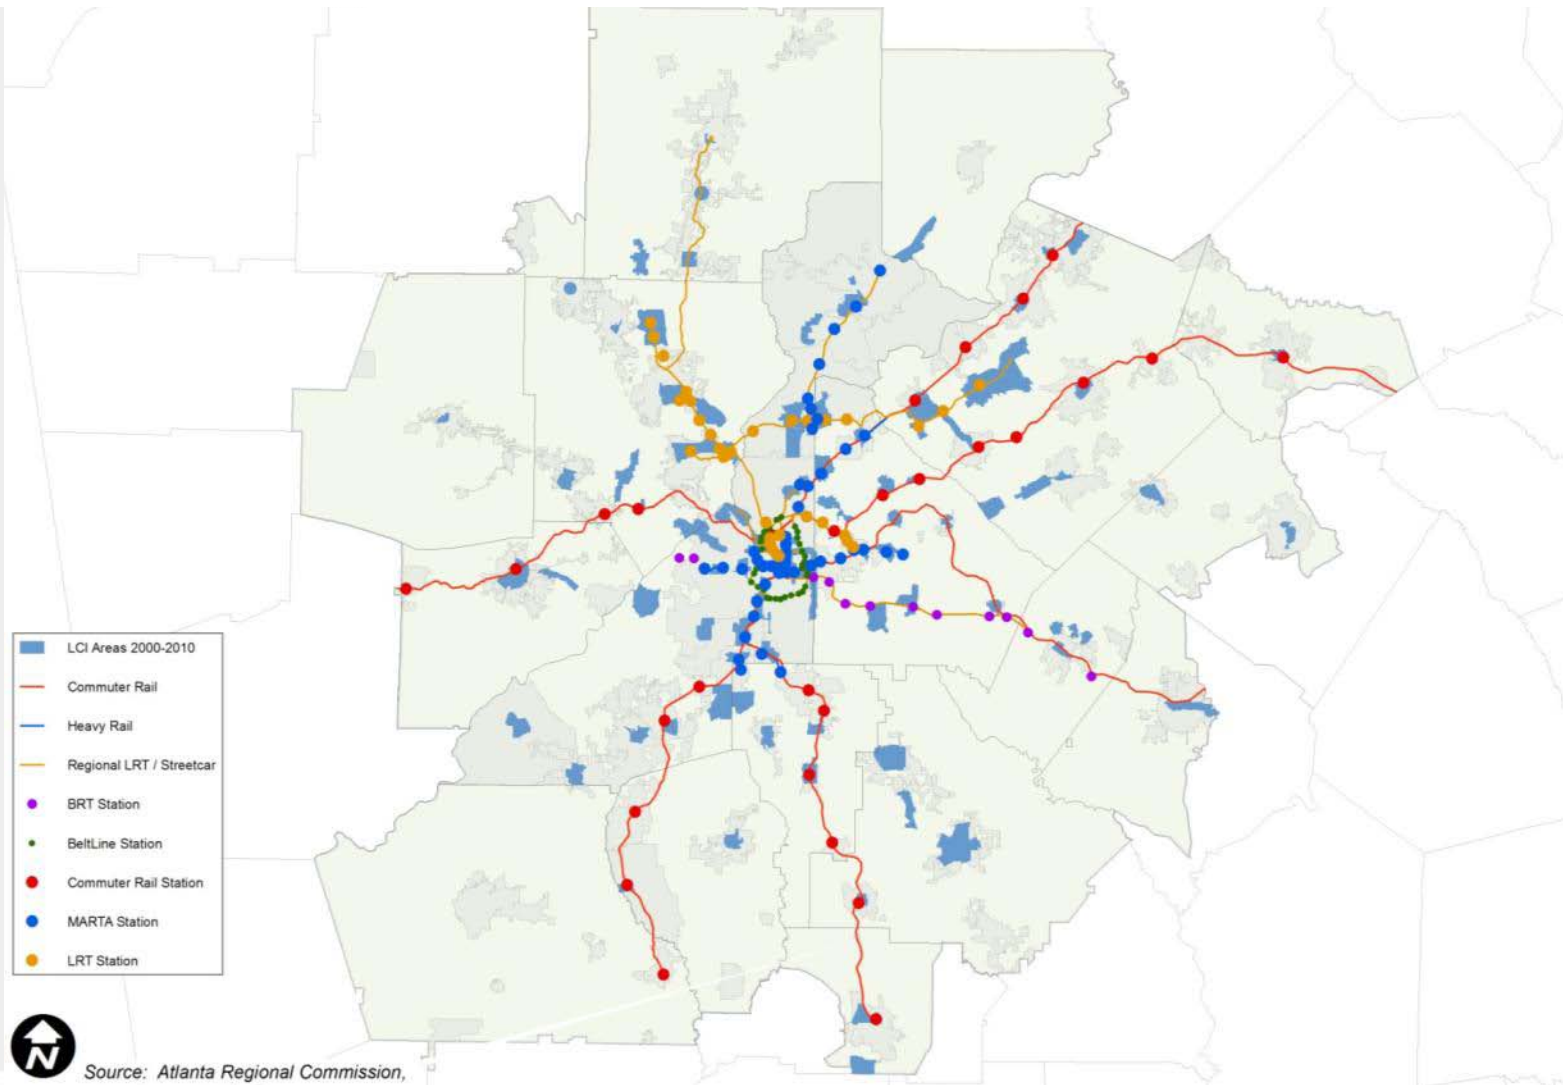 LCI Areas 2000-2010
Commuter Rail
Heavy Rail
Regional LRT / Streetcar
BRT Station
BeltLine Station
Commuter Rail Station
MARTA Station
LRT Station
N
Source: Atlanta Regional Commission,